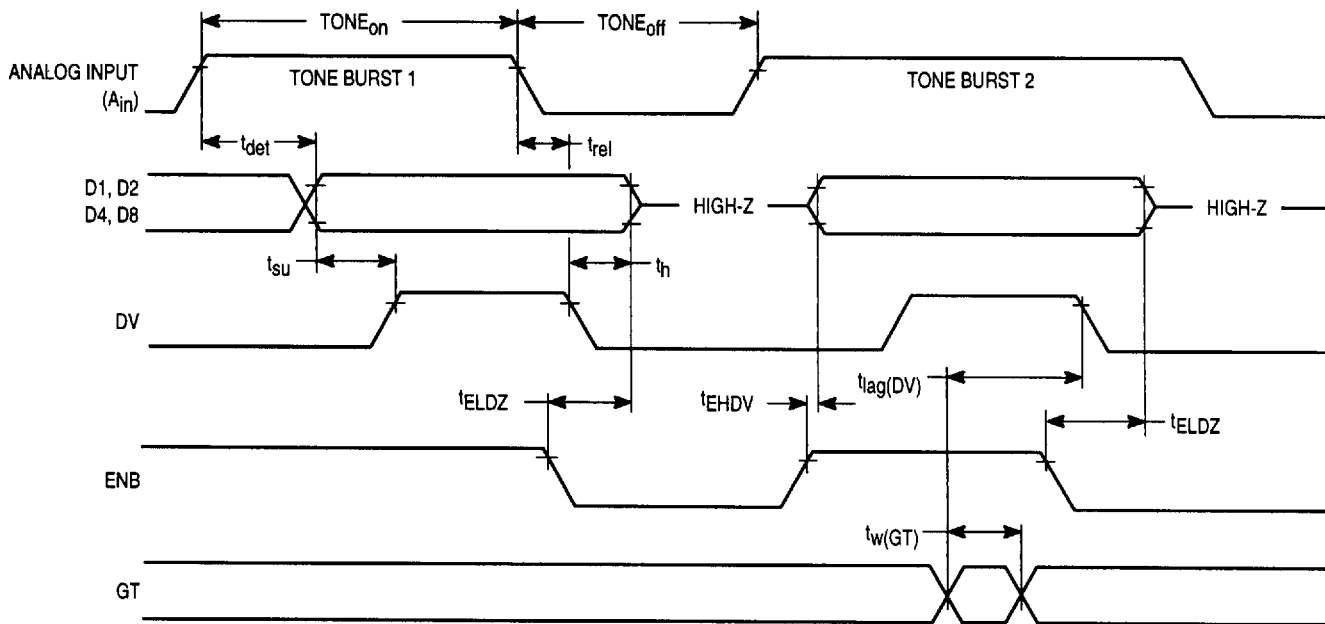 TONEon
TONEoff
ANALOG INPUT
(Ain)
TONE BURST 1
TONE BURST 2
tdet
trel
D1, D2
D4, D8
HIGH-Z
HIGH-Z
tsu
th
DV
tlag(DV)
tELDZ
tEHDV
tELDZ
ENB
tw(GT)
GT